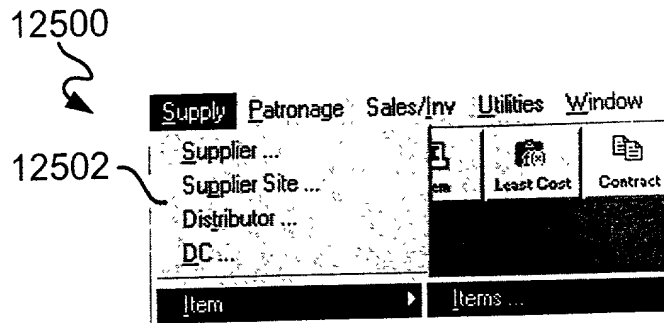 12500
Supply Patronage Sales/Inv Utilities Window
12502
Supplier ...
Supplier Site ...
Distributor ...
DC ...
Least Cost Contract
Item Items ...